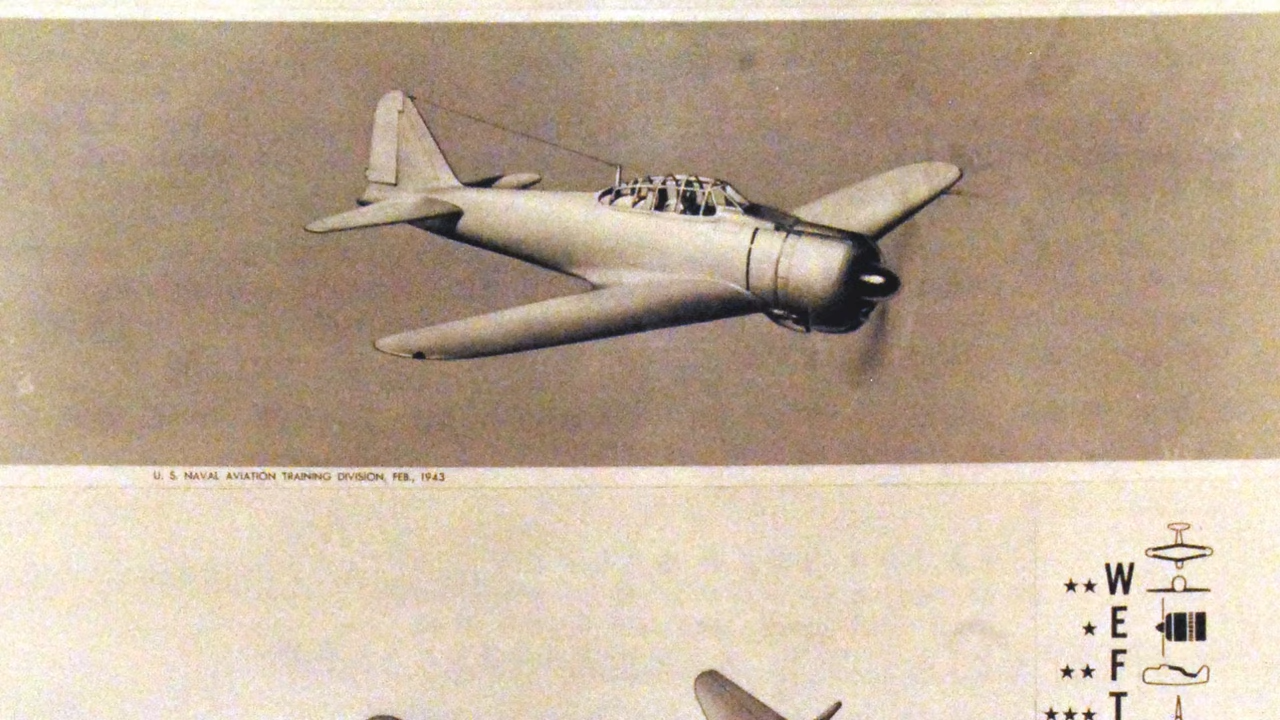 U. S. NAVAL AVIATION TRAINING DIVISION, FEB., 1943
★★ W
★ E
★★ F
★★★ T